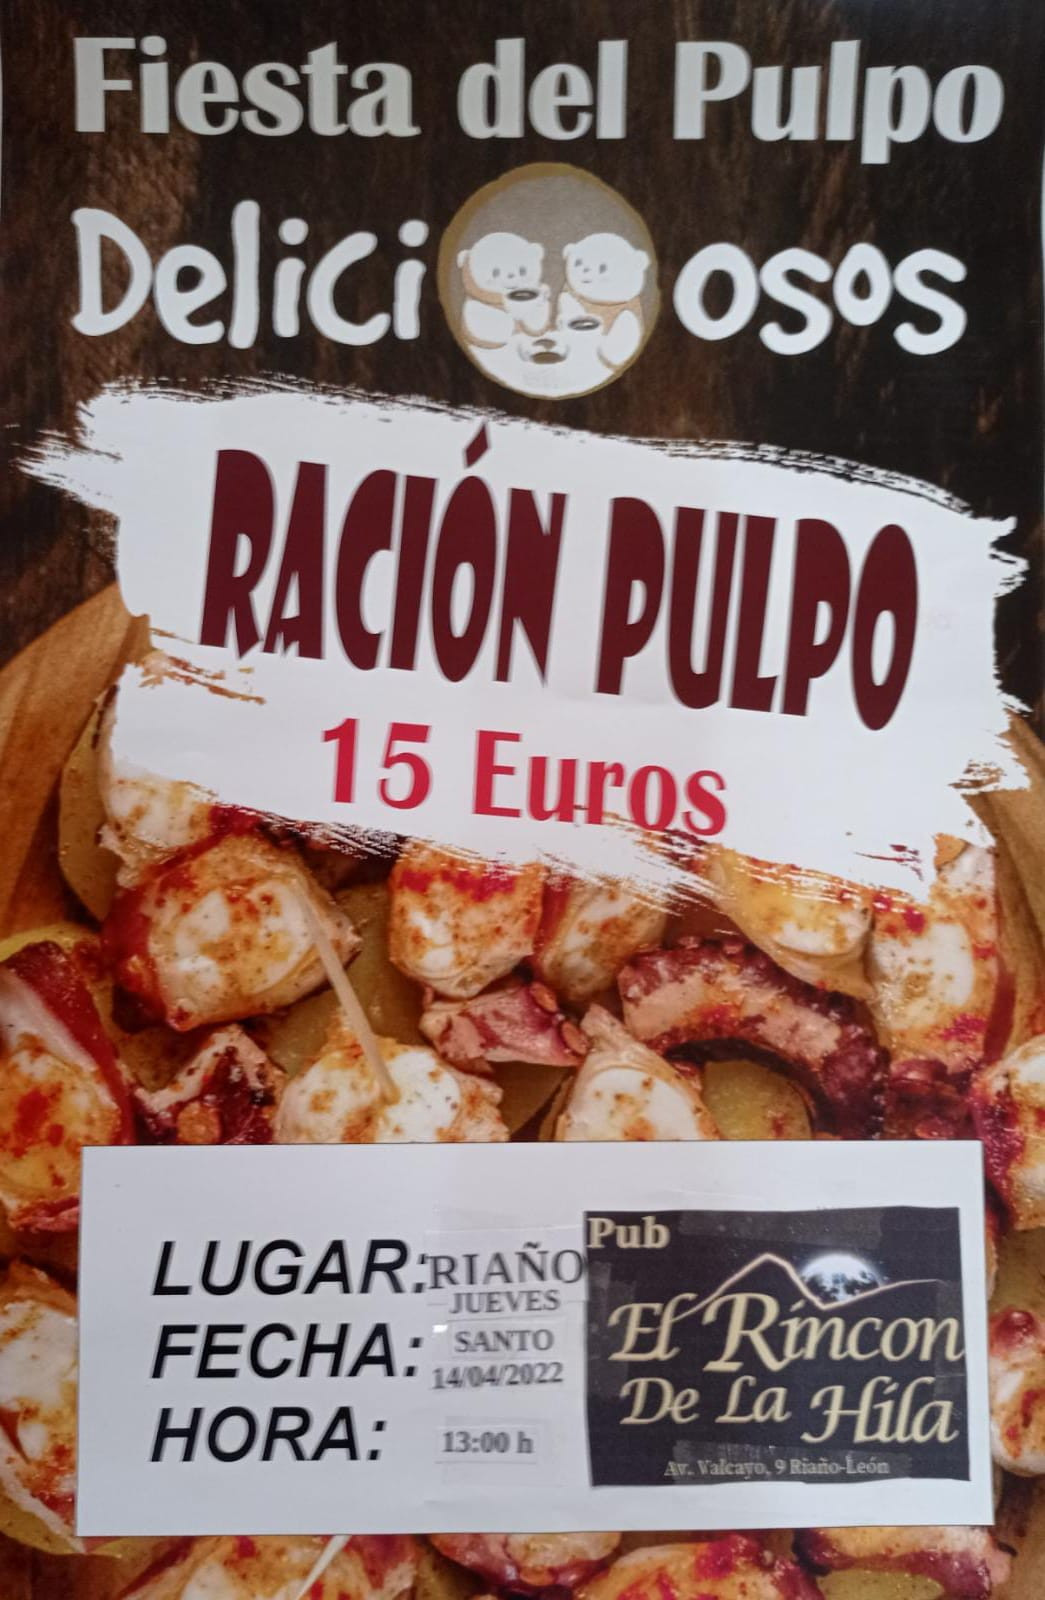 Fiesta del Pulpo
Delici osos
RACIÓN PULPO
15 Euros
LUGAR: RIAÑO
FECHA: JUEVES
SANTO
14/04/2022
HORA: 13:00 h
Pub
El Rincon
De La Hila
Av. Valcayo, 9 Riaño-León